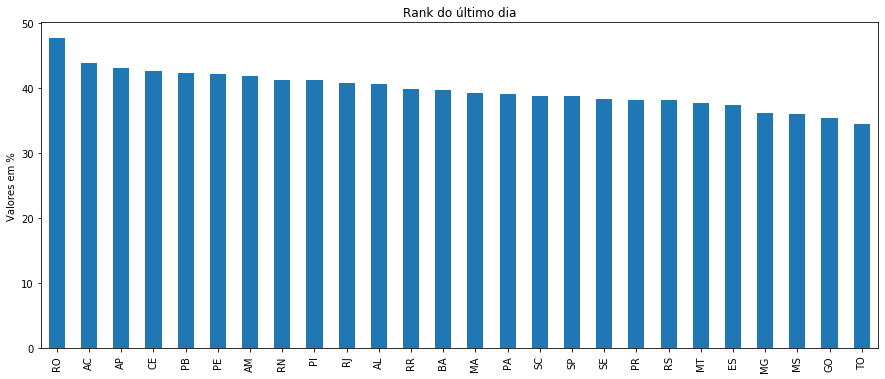 Rank do último dia
Valores em %
50
40
30
20
10
0
RO AC AP CE PB PE AM RN PI RJ AL RR BA MA PA SC SP SE PR RS MT ES MG MS GO TO